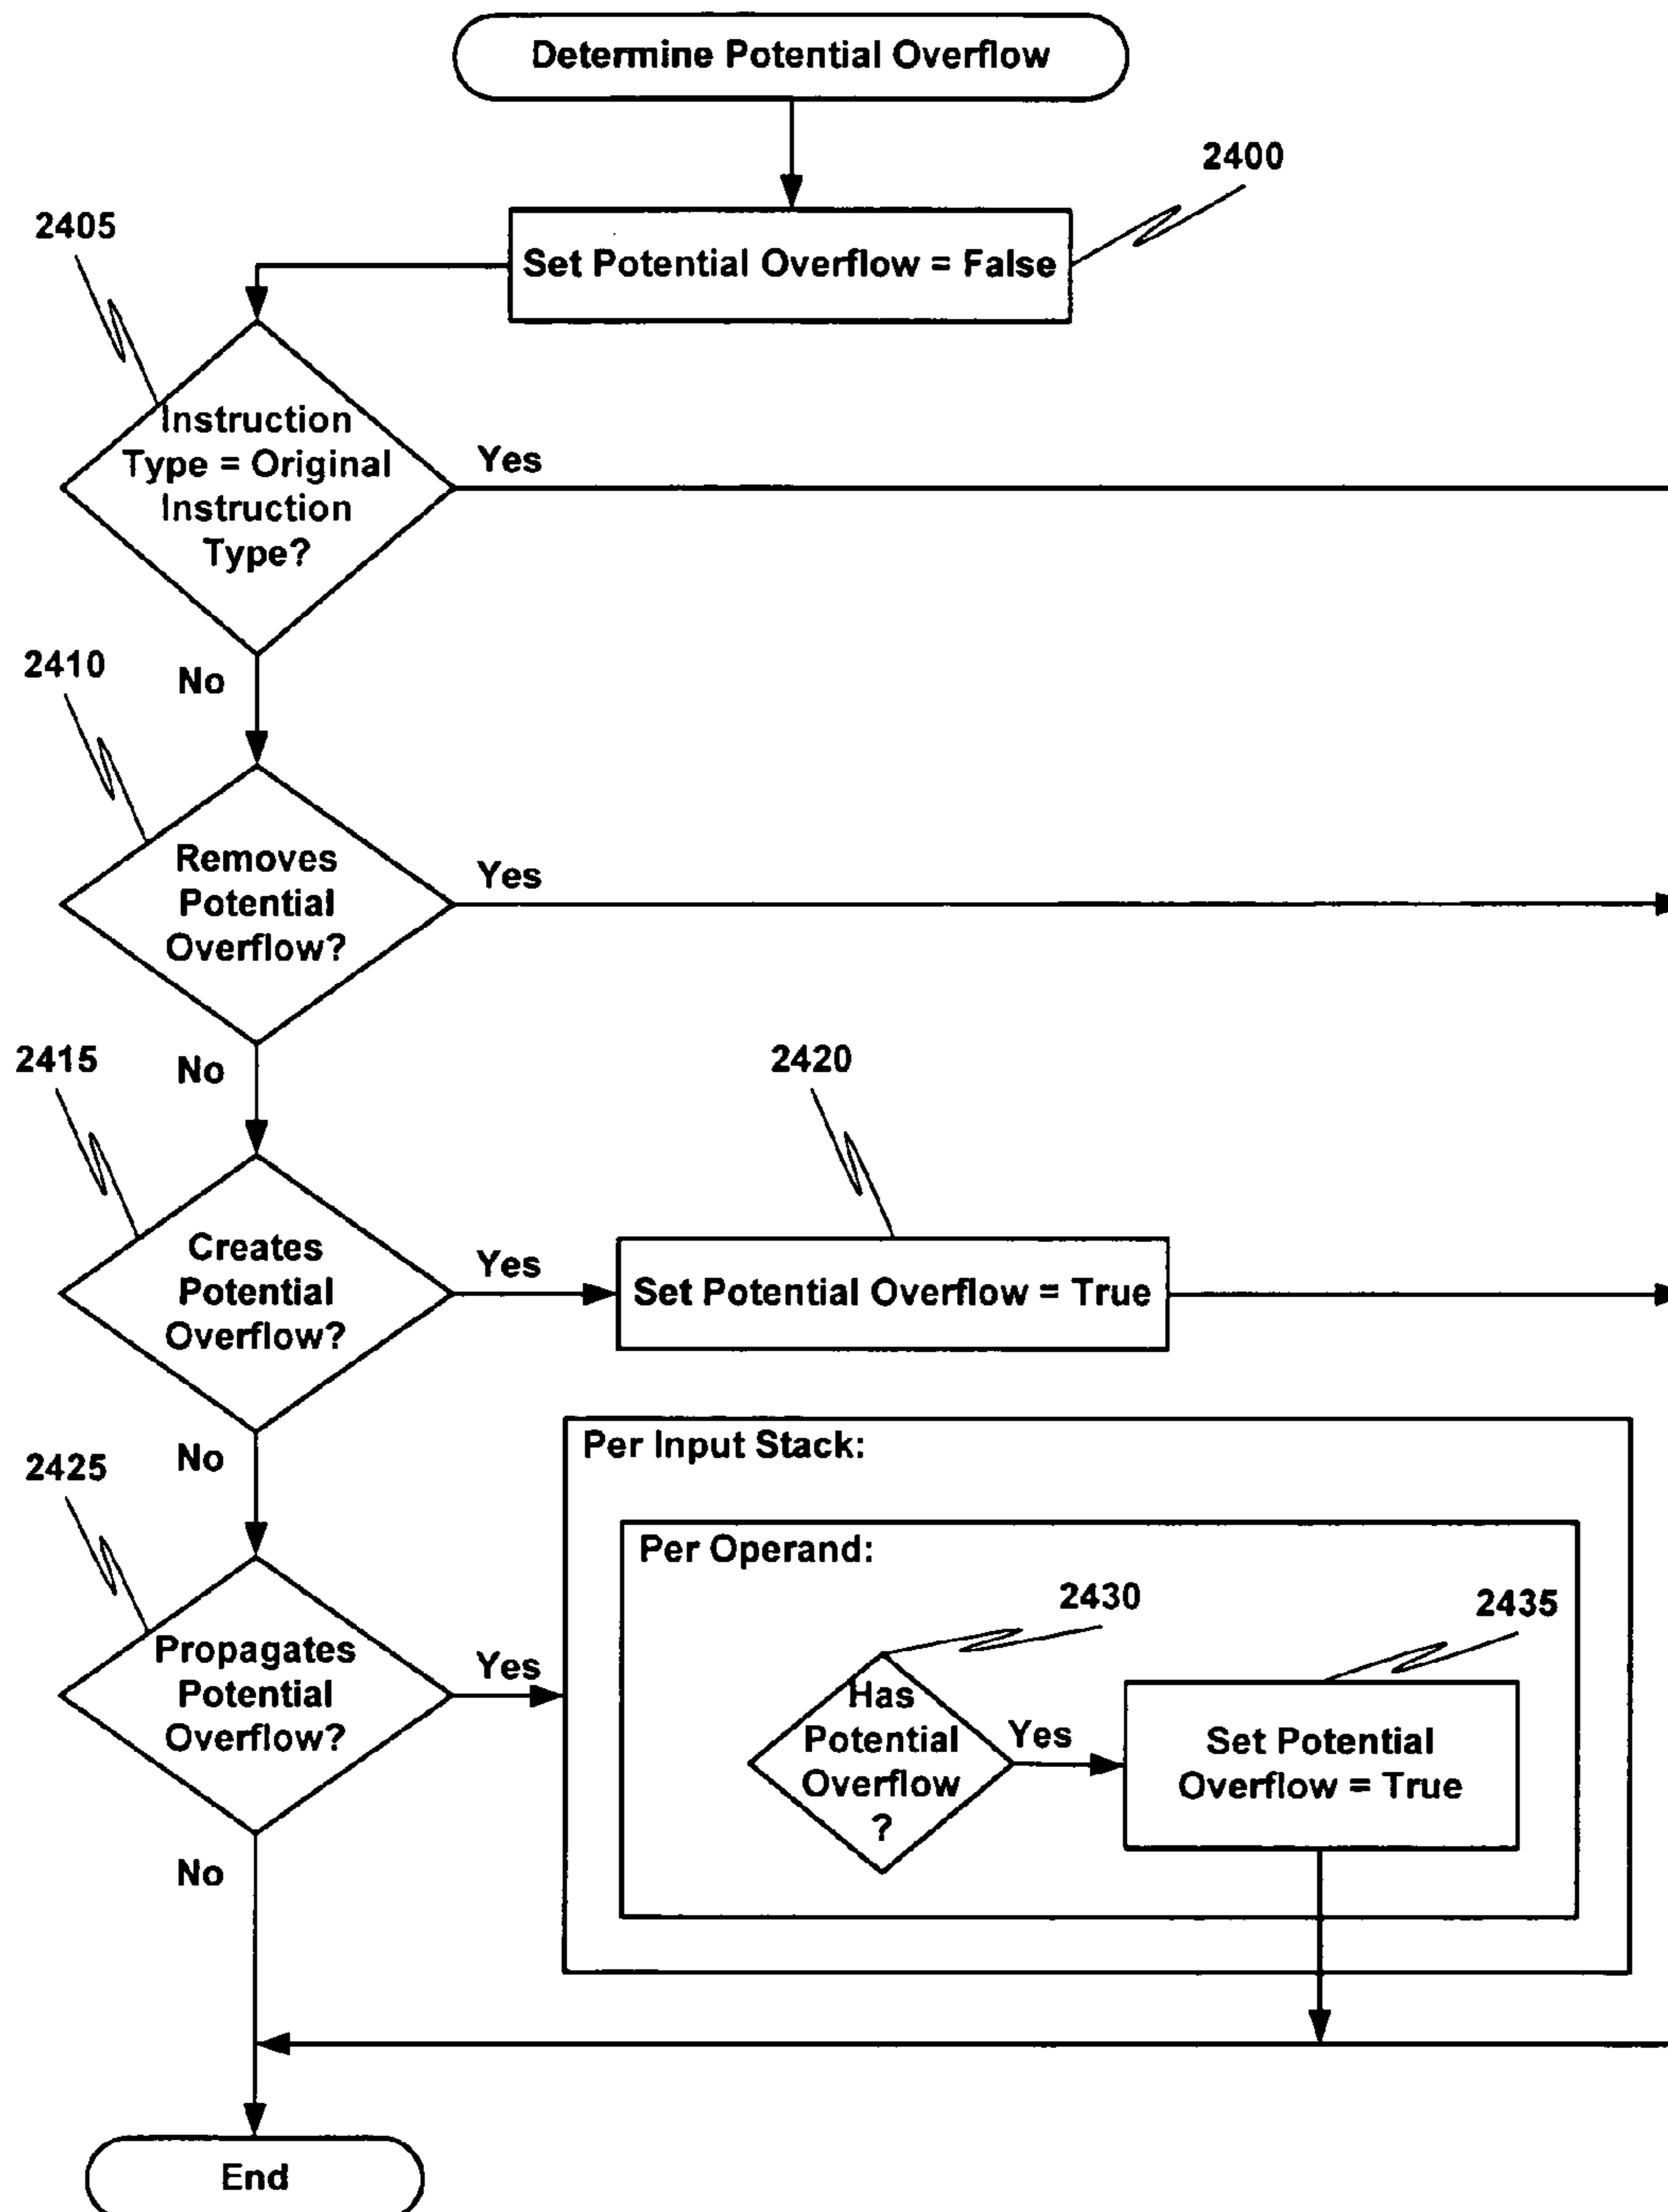 Determine Potential Overflow
2400
Set Potential Overflow = False
2405
Instruction
Type = Original
Instruction
Type?
Yes
No
2410
Removes
Potential
Overflow?
Yes
No
2415
Creates
Potential
Overflow?
Yes
2420
Set Potential Overflow = True
No
2425
Propagates
Potential
Overflow?
Yes
Per Input Stack:
Per Operand:
2430
Has
Potential
Overflow
?
Yes
2435
Set Potential
Overflow = True
No
End